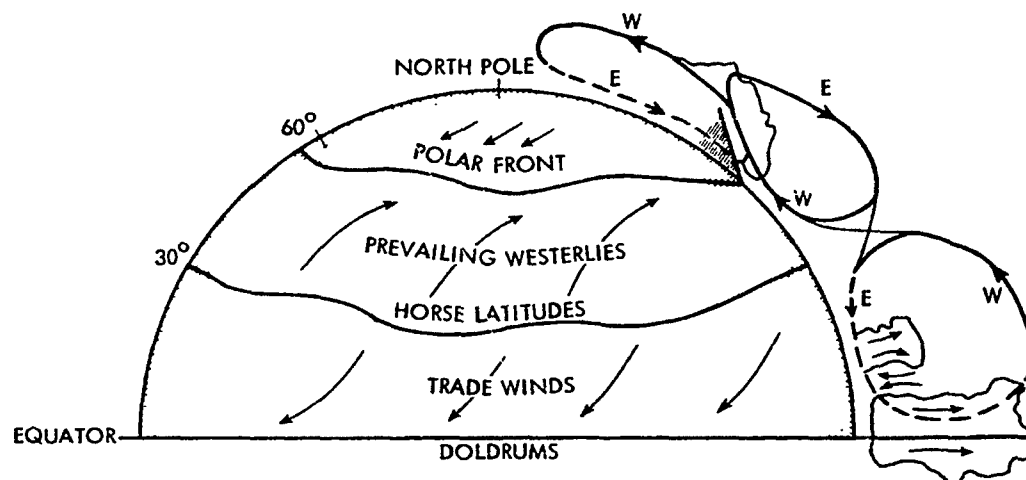 W
NORTH POLE
E
E
60°
POLAR FRONT
W
PREVAILING WESTERLIES
30°
HORSE LATITUDES
E
W
TRADE WINDS
EQUATOR
DOLDRUMS